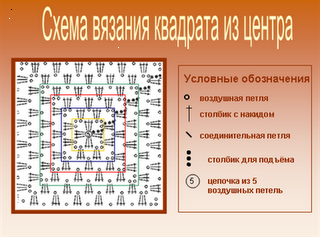 Схема вязания квадрата из центра
Условные обозначения
воздушная петля
столбик с накидом
соединительная петля
столбик для подъёма
5 цепочка из 5
воздушных петель